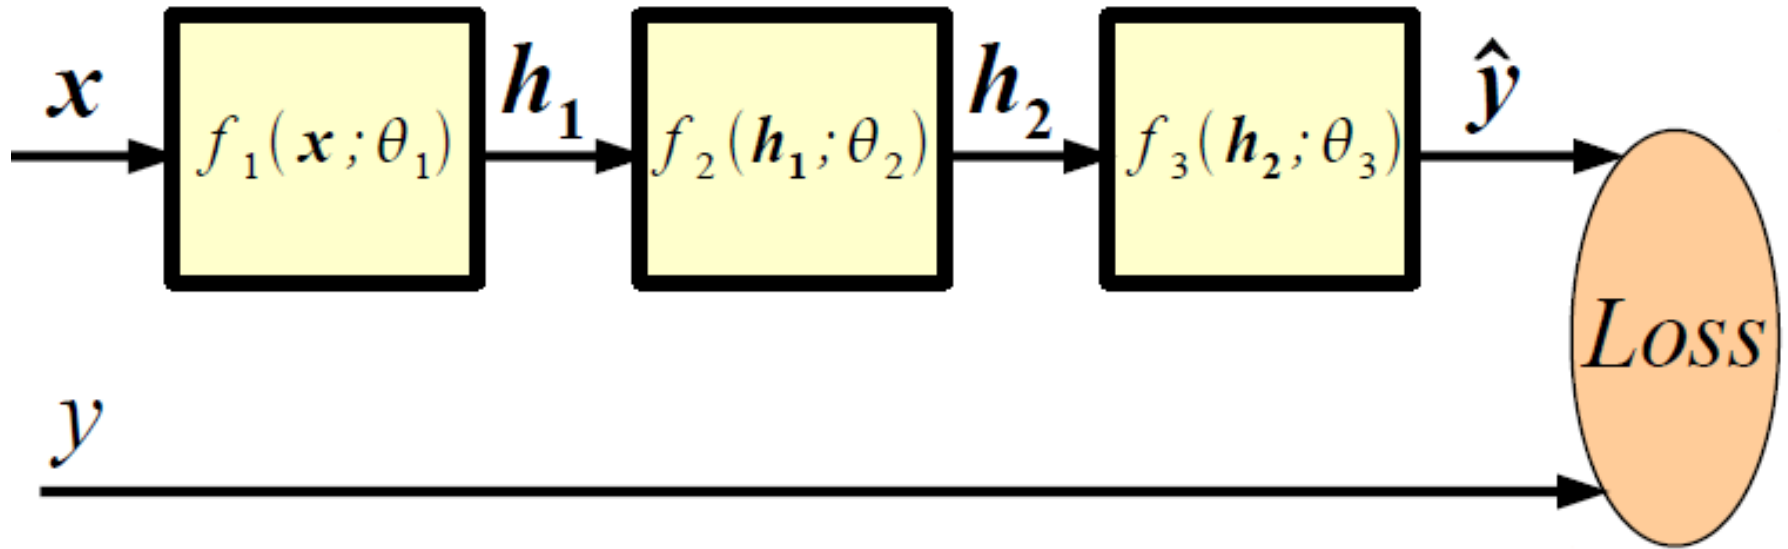 x
f₁(x;θ₁)
h₁
f₂(h₁;θ₂)
h₂
f₃(h₂;θ₃)
ŷ
Loss
y